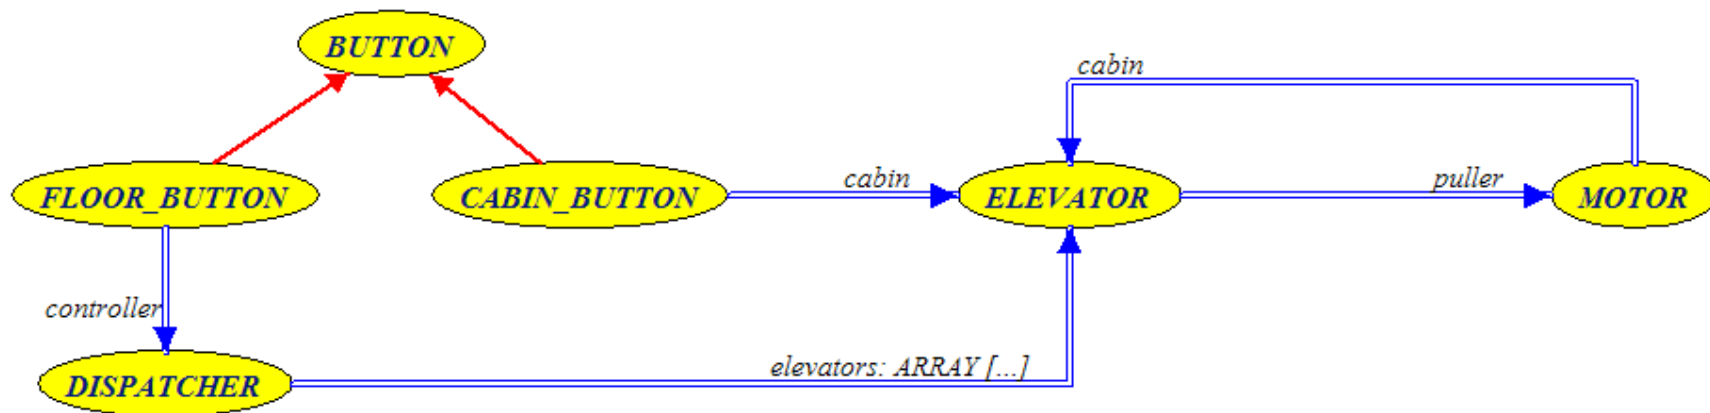 BUTTON
cabin
FLOOR_BUTTON
CABIN_BUTTON
cabin
ELEVATOR
puller
MOTOR
controller
elevators: ARRAY [...]
DISPATCHER